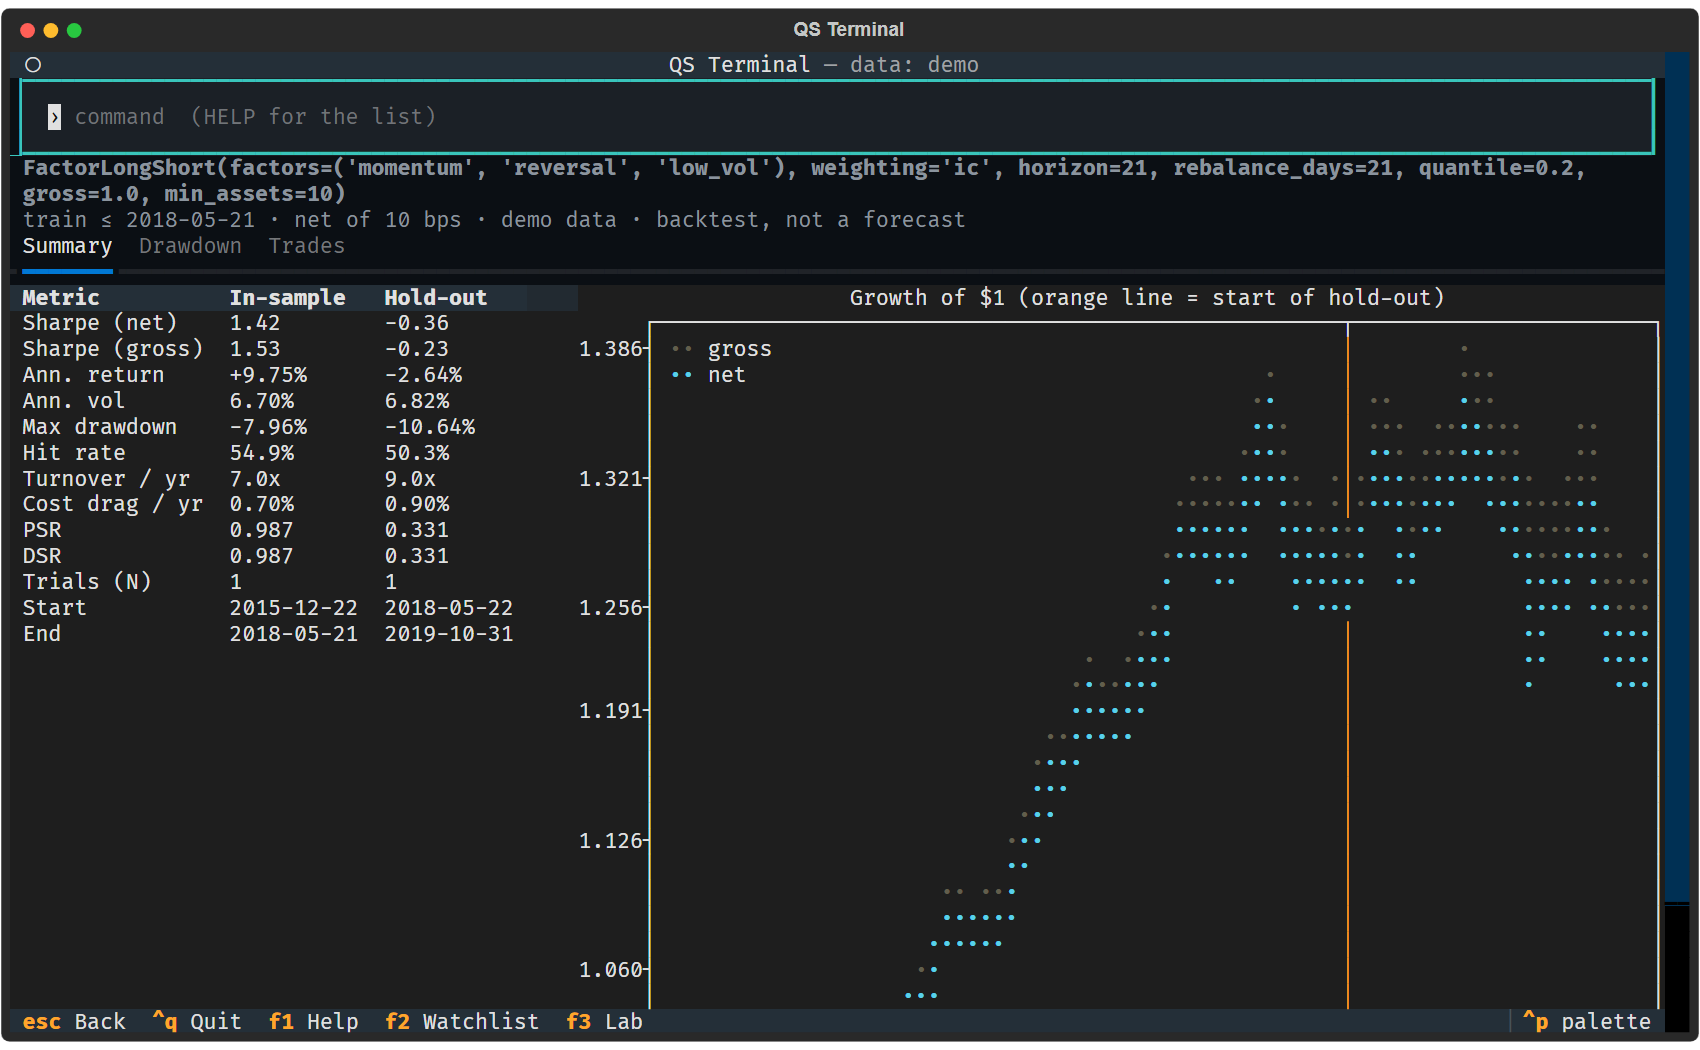 QS Terminal
QS Terminal — data: demo
› command (HELP for the list)
FactorLongShort(factors=('momentum', 'reversal', 'low_vol'), weighting='ic', horizon=21, rebalance_days=21, quantile=0.2,
gross=1.0, min_assets=10)
train ≤ 2018-05-21 · net of 10 bps · demo data · backtest, not a forecast
Summary Drawdown Trades
Metric In-sample Hold-out
Sharpe (net) 1.42 -0.36
Sharpe (gross) 1.53 -0.23
Ann. return +9.75% -2.64%
Ann. vol 6.70% 6.82%
Max drawdown -7.96% -10.64%
Hit rate 54.9% 50.3%
Turnover / yr 7.0x 9.0x
Cost drag / yr 0.70% 0.90%
PSR 0.987 0.331
DSR 0.987 0.331
Trials (N) 1 1
Start 2015-12-22 2018-05-22
End 2018-05-21 2019-10-31
Growth of $1 (orange line = start of hold-out)
gross
net
1.386
1.321
1.256
1.191
1.126
1.060
esc Back ^q Quit f1 Help f2 Watchlist f3 Lab ^p palette